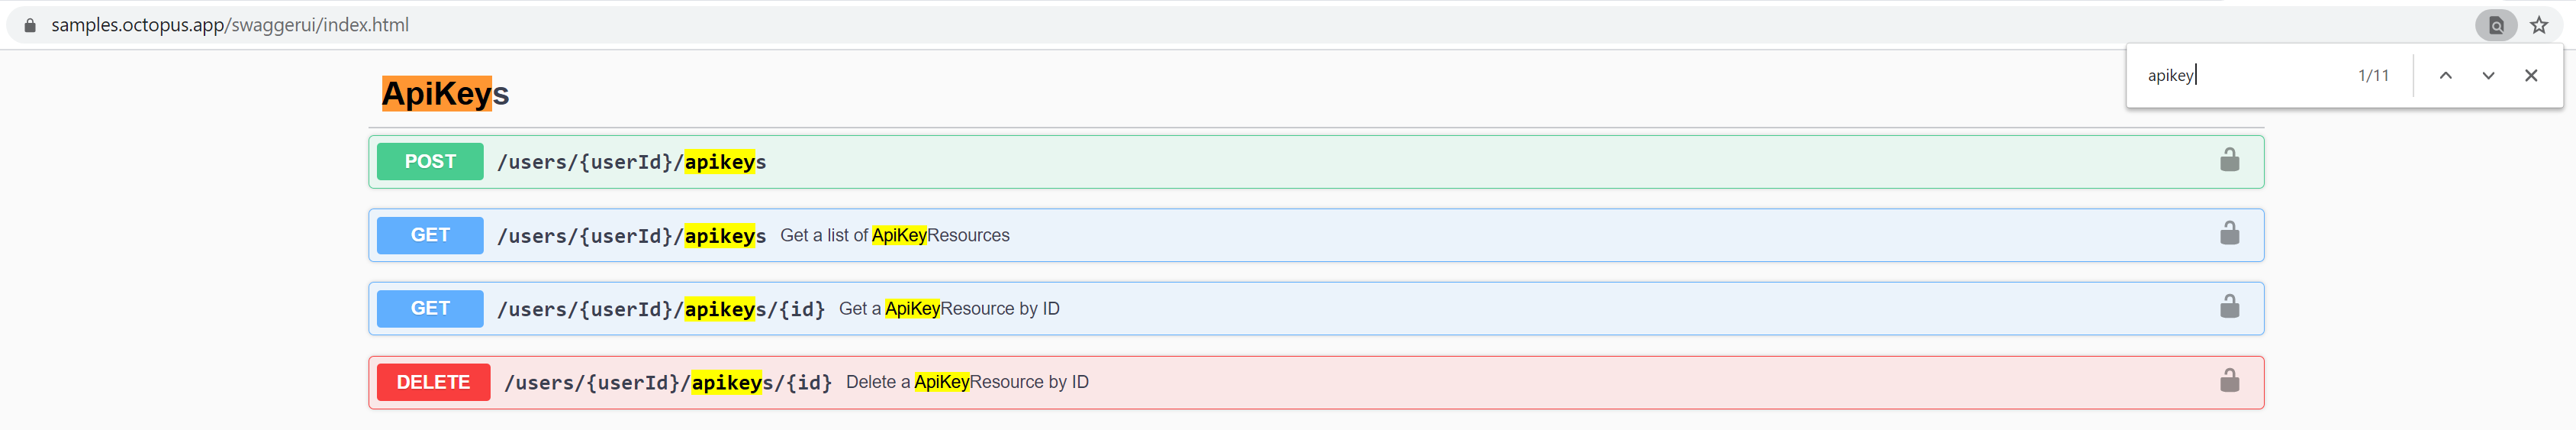 samples.octopus.app/swaggerui/index.html
apikey 1/11
ApiKeys
POST /users/{userId}/apikeys
GET /users/{userId}/apikeys Get a list of ApiKeyResources
GET /users/{userId}/apikeys/{id} Get a ApiKeyResource by ID
DELETE /users/{userId}/apikeys/{id} Delete a ApiKeyResource by ID